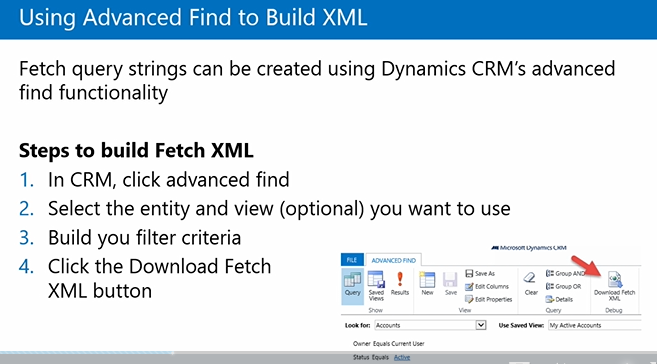 Using Advanced Find to Build XML
Fetch query strings can be created using Dynamics CRM's advanced
find functionality
Steps to build Fetch XML
1. In CRM, click advanced find
2. Select the entity and view (optional) you want to use
3. Build you filter criteria
4. Click the Download Fetch
XML button
Microsoft Dynamics CRM
FILE ADVANCED FIND
Query Saved Views Results New Save Save As Edit Columns Edit Properties Clear Group AND Group OR Details Download Fetch XML
Show View Query Debug
Look for: Accounts Use Saved View: My Active Accounts
Owner Equals Current User
Status Equals Active